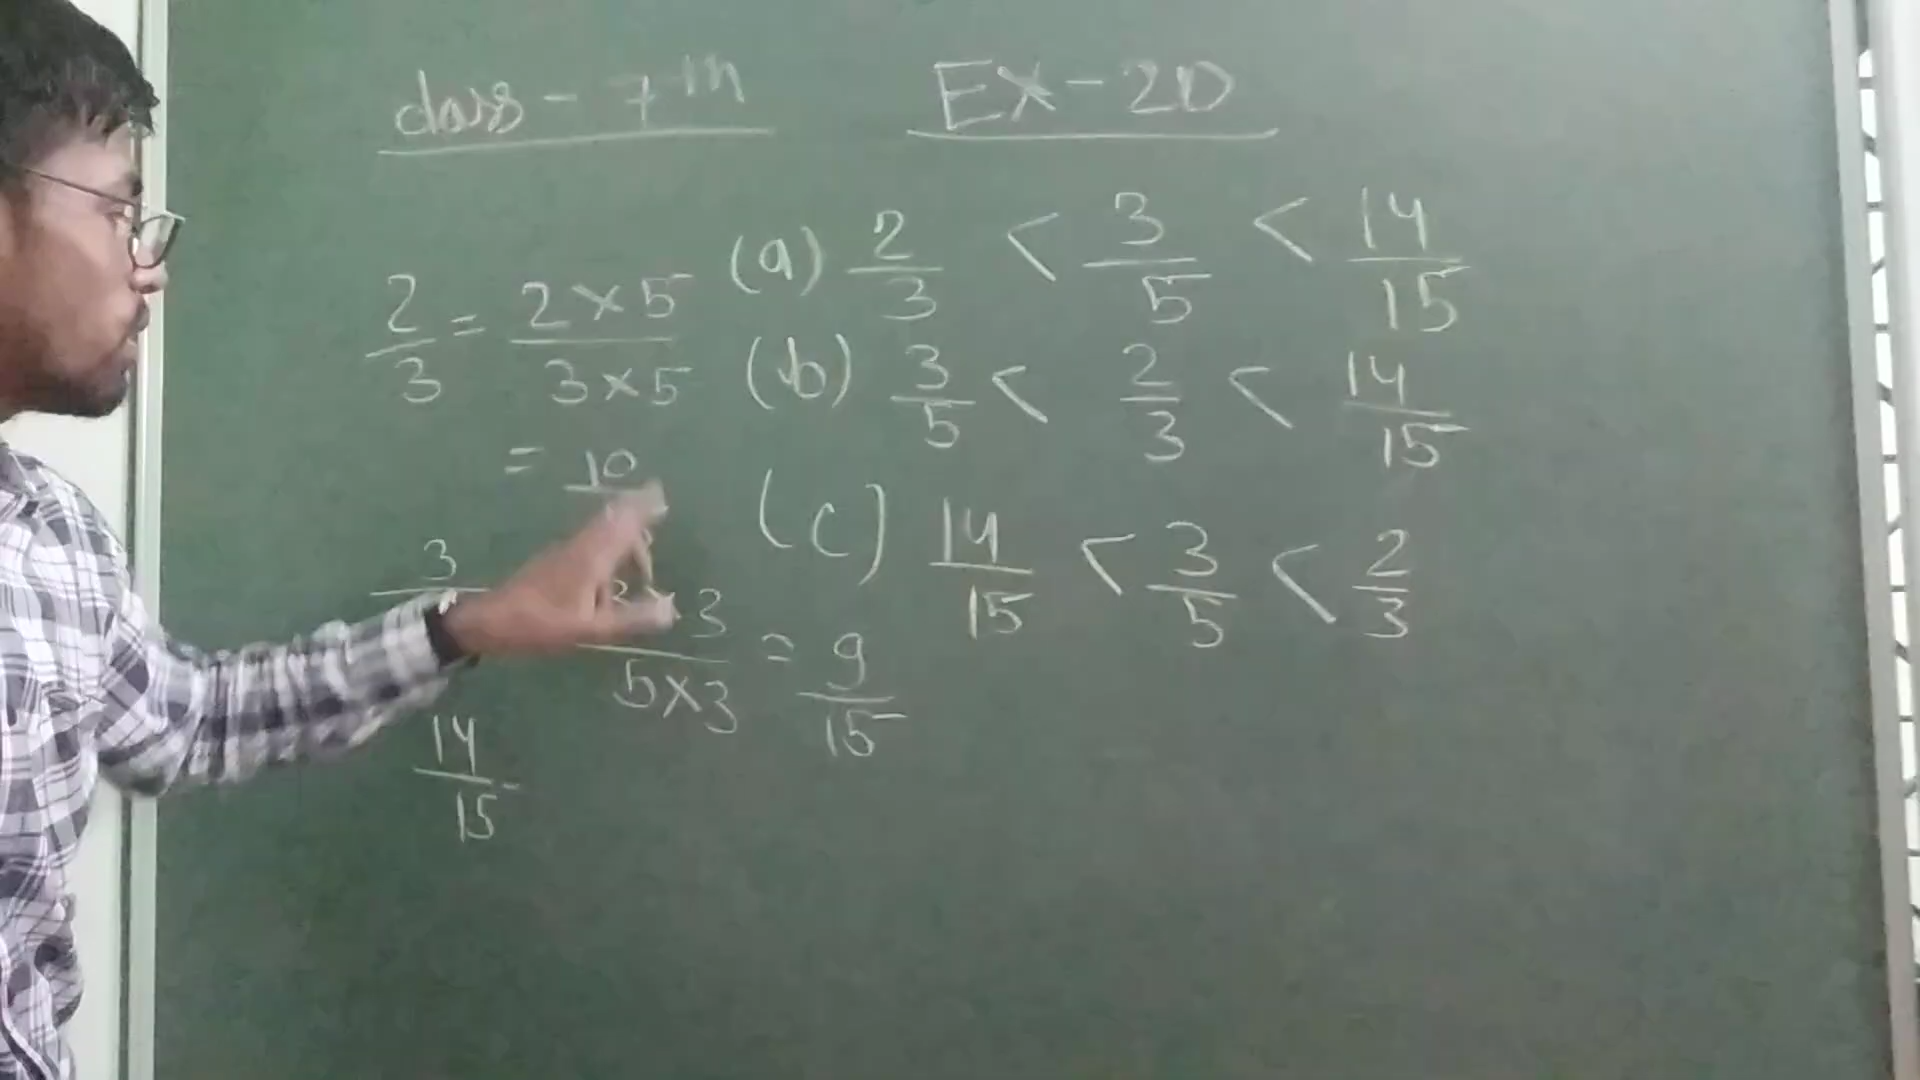 class - 7th EX-2D
(a) 2/3 < 3/5 < 14/15
2/3 = 2×5/3×5
(b) 3/5 < 2/3 < 14/15
= 10
(c) 14/15 < 3/5 < 2/3
3
3/5×3 = 9/15
14/15